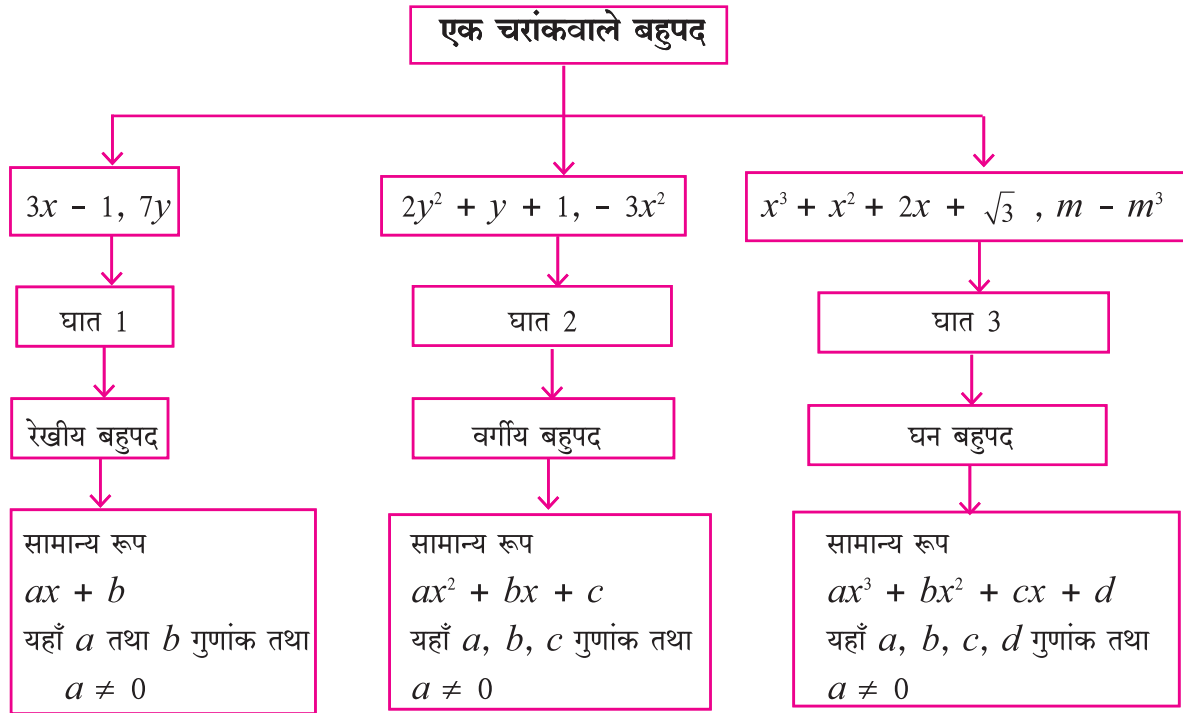 एक चरांकवाले बहुपद
3x - 1, 7y
2y² + y + 1, - 3x²
x³ + x² + 2x + √3 , m - m³
घात 1
घात 2
घात 3
रेखीय बहुपद
वर्गीय बहुपद
घन बहुपद
सामान्य रूप
ax + b
यहाँ a तथा b गुणांक तथा
a ≠ 0
सामान्य रूप
ax² + bx + c
यहाँ a, b, c गुणांक तथा
a ≠ 0
सामान्य रूप
ax³ + bx² + cx + d
यहाँ a, b, c, d गुणांक तथा
a ≠ 0